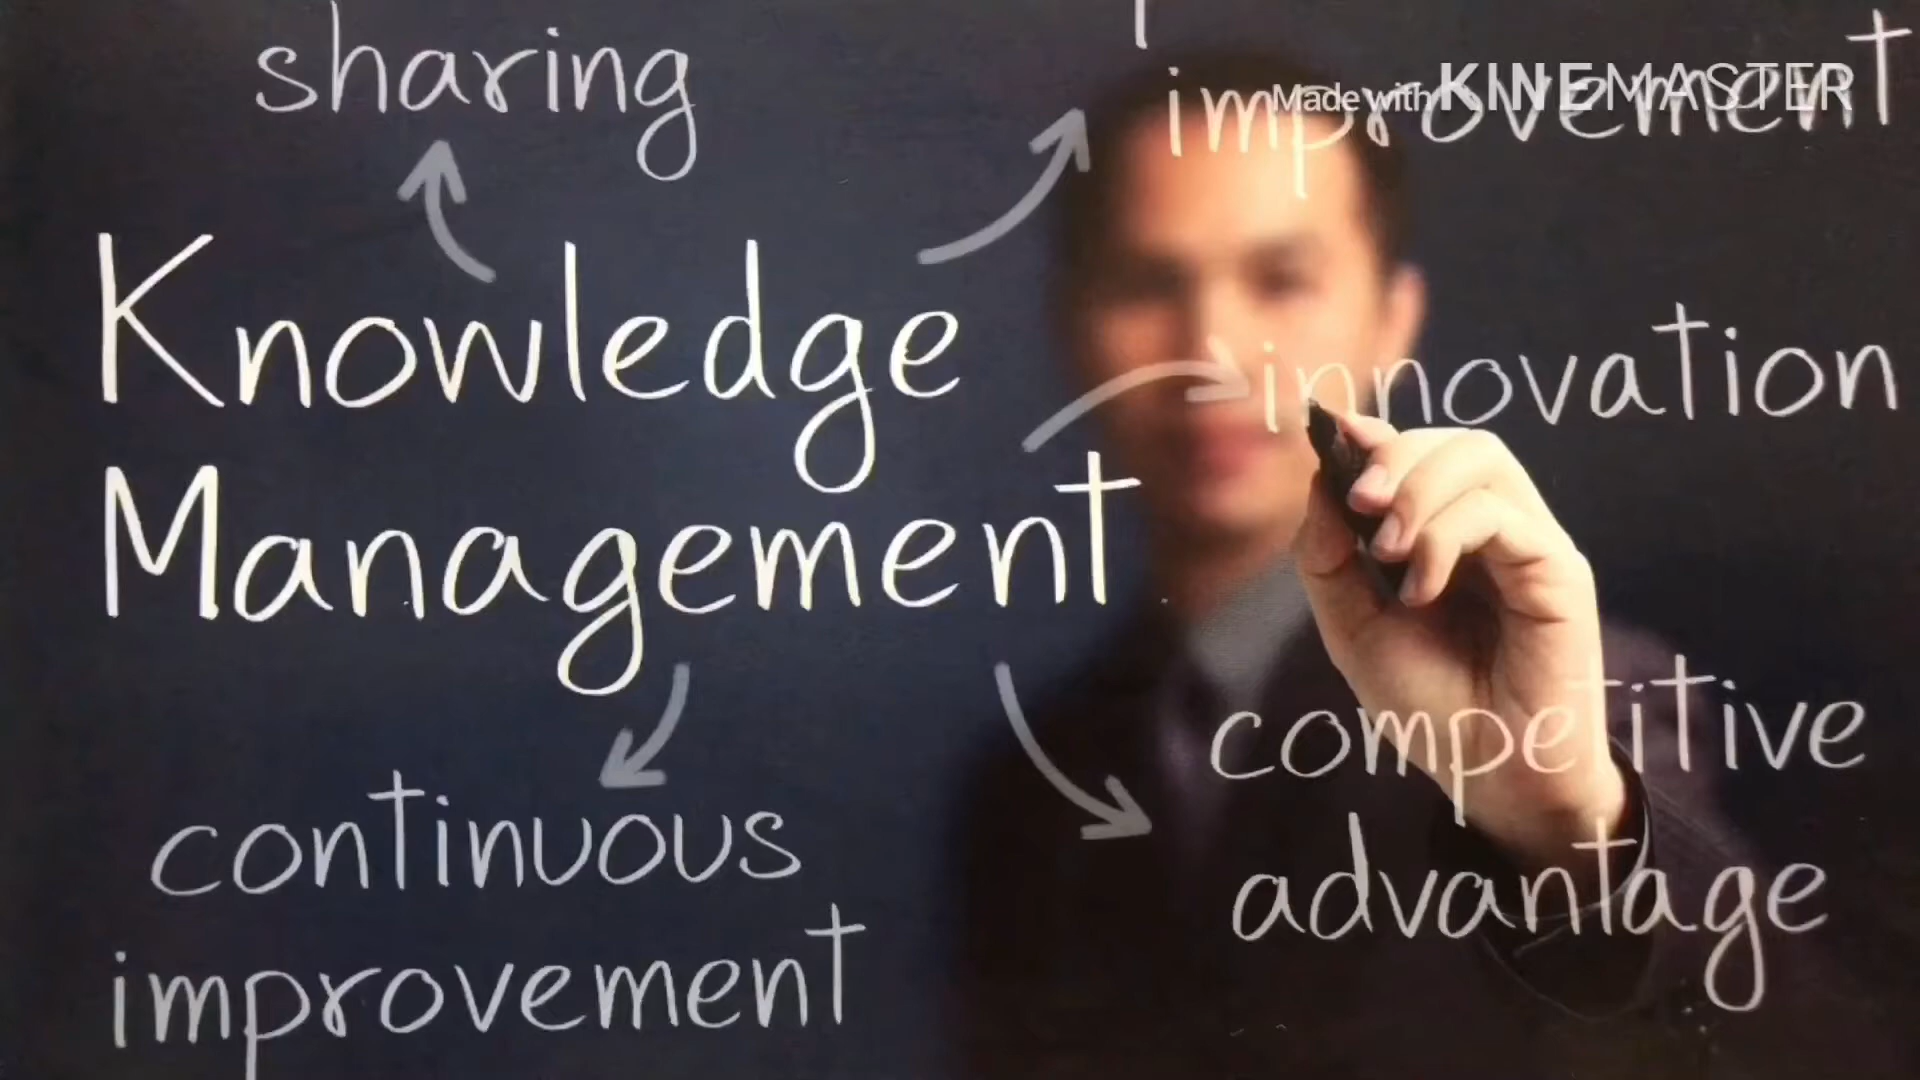 sharing
improvement
Made with KINEMASTER
Knowledge
innovation
Management
competitive
advantage
continuous
improvement